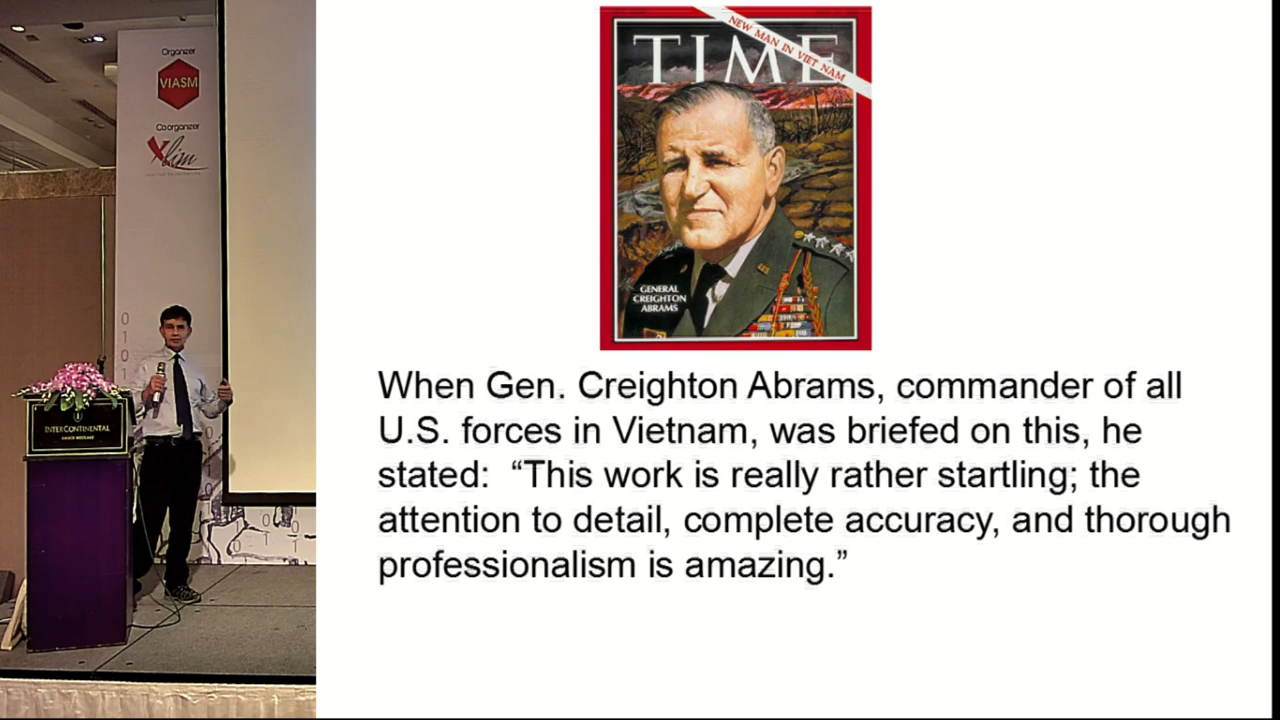 Organizer
VIASM
Co organizer
Xlim
INTERCONTINENTAL
NEW MAN IN VIET NAM
TIME
GENERAL
CREIGHTON
ABRAMS
When Gen. Creighton Abrams, commander of all
U.S. forces in Vietnam, was briefed on this, he
stated: “This work is really rather startling; the
attention to detail, complete accuracy, and thorough
professionalism is amazing.”